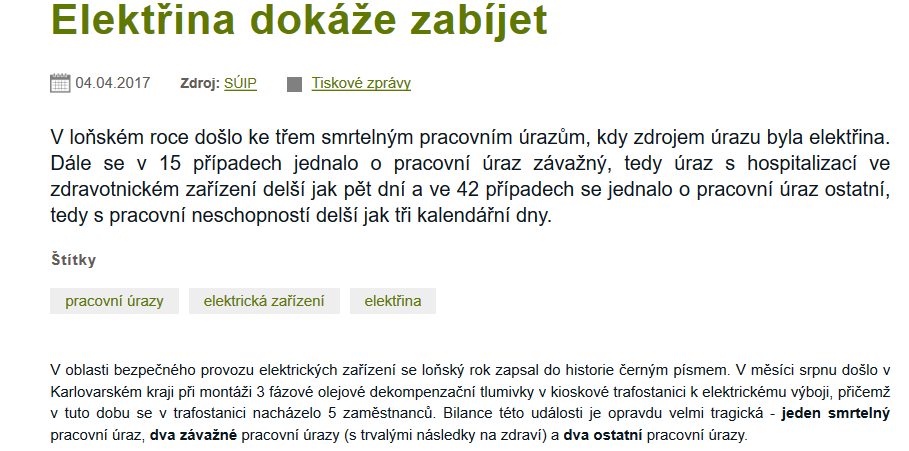 Elektřina dokáže zabíjet
04.04.2017 Zdroj: SÚIP Tiskové zprávy
V loňském roce došlo ke třem smrtelným pracovním úrazům, kdy zdrojem úrazu byla elektřina.
Dále se v 15 případech jednalo o pracovní úraz závažný, tedy úraz s hospitalizací ve
zdravotnickém zařízení delší jak pět dní a ve 42 případech se jednalo o pracovní úraz ostatní,
tedy s pracovní neschopností delší jak tři kalendářní dny.
Štítky
pracovní úrazy elektrická zařízení elektřina
V oblasti bezpečného provozu elektrických zařízení se loňský rok zapsal do historie černým písmem. V měsíci srpnu došlo v
Karlovarském kraji při montáži 3 fázové olejové dekompenzační tlumivky v kioskové trafostanici k elektrickému výboji, přičemž
v tuto dobu se v trafostanici nacházelo 5 zaměstnanců. Bilance této události je opravdu velmi tragická - jeden smrtelný
pracovní úraz, dva závažné pracovní úrazy (s trvalými následky na zdraví) a dva ostatní pracovní úrazy.